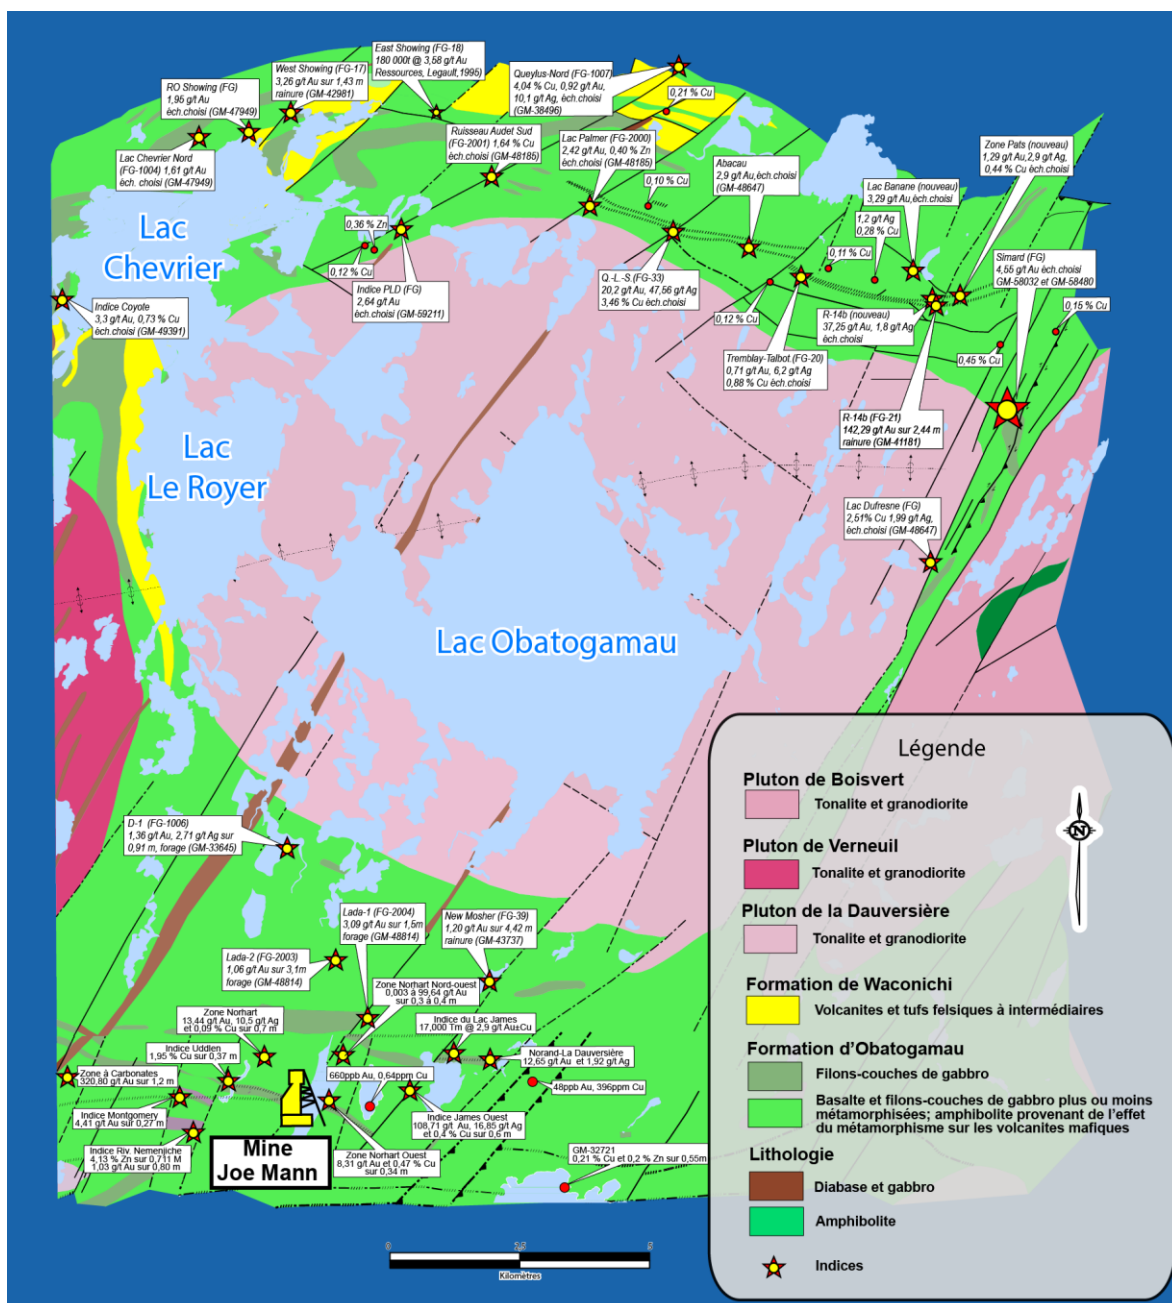 East Showing (FG-18)
180 000t @ 3,58 g/t Au
Ressources, Legault,1995)
West Showing (FG-17)
3,26 g/t Au sur 1,43 m
rainure (GM-42981)
RO Showing (FG)
1,95 g/t Au
èch.choisi (GM-47949)
Lac Chevrier Nord
(FG-1004) 1,61 g/t Au
èch. choisi (GM-47949)
Queylus-Nord (FG-1007)
4,04 % Cu, 0,92 g/t Au,
10,1 g/t Ag, èch.choisi
(GM-38496)
0,21 % Cu
Ruisseau Audet Sud
(FG-2001) 1,64 % Cu
èch.choisi (GM-48185)
Lac Palmer (FG-2000)
2,42 g/t Au, 0,40 % Zn
èch.choisi (GM-48185)
0,10 % Cu
Abacau
2,9 g/t Au,èch.choisi
(GM-48647)
Zone Pats (nouveau)
1,29 g/t Au,2,9 g/t Ag,
0,44 % Cu èch.choisi
Lac Banane (nouveau)
3,29 g/t Au,èch.choisi
1,2 g/t Ag
0,28 % Cu
0,11 % Cu
Simard (FG)
4,55 g/t Au èch.choisi
GM-58032 et GM-58480
0,15 % Cu
0,36 % Zn
0,12 % Cu
Indice PLD (FG)
2,64 g/t Au
èch.choisi (GM-59211)
Q.-L.-S.(FG-33)
20,2 g/t Au, 47,56 g/t Ag
3,46 % Cu èch.choisi
0,12 % Cu
R-14b (nouveau)
37,25 g/t Au, 1,8 g/t Ag
èch.choisi
0,45 % Cu
Tremblay-Talbot (FG-20)
0,71 g/t Au, 6,2 g/t Ag
0,88 % Cu èch.choisi
R-14b (FG-21)
142,29 g/t Au sur 2,44 m
rainure (GM-41181)
Lac
Chevrier
Indice Coyote
3,3 g/t Au, 0,73 % Cu
èch.choisi (GM-49391)
Lac
Le Royer
Lac Dufresne (FG)
2,51% Cu 1,99 g/t Ag,
èch.choisi (GM-48647)
Lac Obatogamau
D-1 (FG-1006)
1,36 g/t Au, 2,71 g/t Ag sur
0,91 m, forage (GM-33645)
Lada-1 (FG-2004)
3,09 g/t Au sur 1,5m
forage (GM-48814)
New Mosher (FG-39)
1,20 g/t Au sur 4,42 m
rainure (GM-43737)
Lada-2 (FG-2003)
1,06 g/t Au sur 3,1m
forage (GM-48814)
Zone Norhart Nord-ouest
0,003 à 99,64 g/t Au
sur 0,3 à 0,4 m
Zone Norhart
13,44 g/t Au, 10,5 g/t Ag
et 0,09 % Cu sur 0,7 m
Indice du Lac James
17,000 Tm @ 2,9 g/t Au±Cu
Indice Uddlen
1,95 % Cu sur 0,37 m
Norand-La Dauversière
12,65 g/t Au et 1,92 g/t Ag
Zone à Carbonates
320,80 g/t Au sur 1,2 m
660ppb Au, 0,64ppm Cu
48ppb Au, 396ppm Cu
Indice Montgomery
4,41 g/t Au sur 0,27 m
Indice James Ouest
108,71 g/t Au, 16,85 g/t Ag
et 0,4 % Cu sur 0,6 m
Indice Riv. Nemenjiche
4,13 % Zn sur 0,711 M
1,03 g/t Au sur 0,80 m
Mine
Joe Mann
Zone Norhart Ouest
8,31 g/t Au et 0,47 % Cu
sur 0,34 m
GM-32721
0,21 % Cu et 0,2 % Zn sur 0,55m
0 2,5 5
Kilomètres
Légende
Pluton de Boisvert
Tonalite et granodiorite
N
Pluton de Verneuil
Tonalite et granodiorite
Pluton de la Dauversière
Tonalite et granodiorite
Formation de Waconichi
Volcanites et tufs felsiques à intermédiaires
Formation d'Obatogamau
Filons-couches de gabbro
Basalte et filons-couches de gabbro plus ou moins
métamorphisées; amphibolite provenant de l'effet
du métamorphisme sur les volcanites mafiques
Lithologie
Diabase et gabbro
Amphibolite
Indices